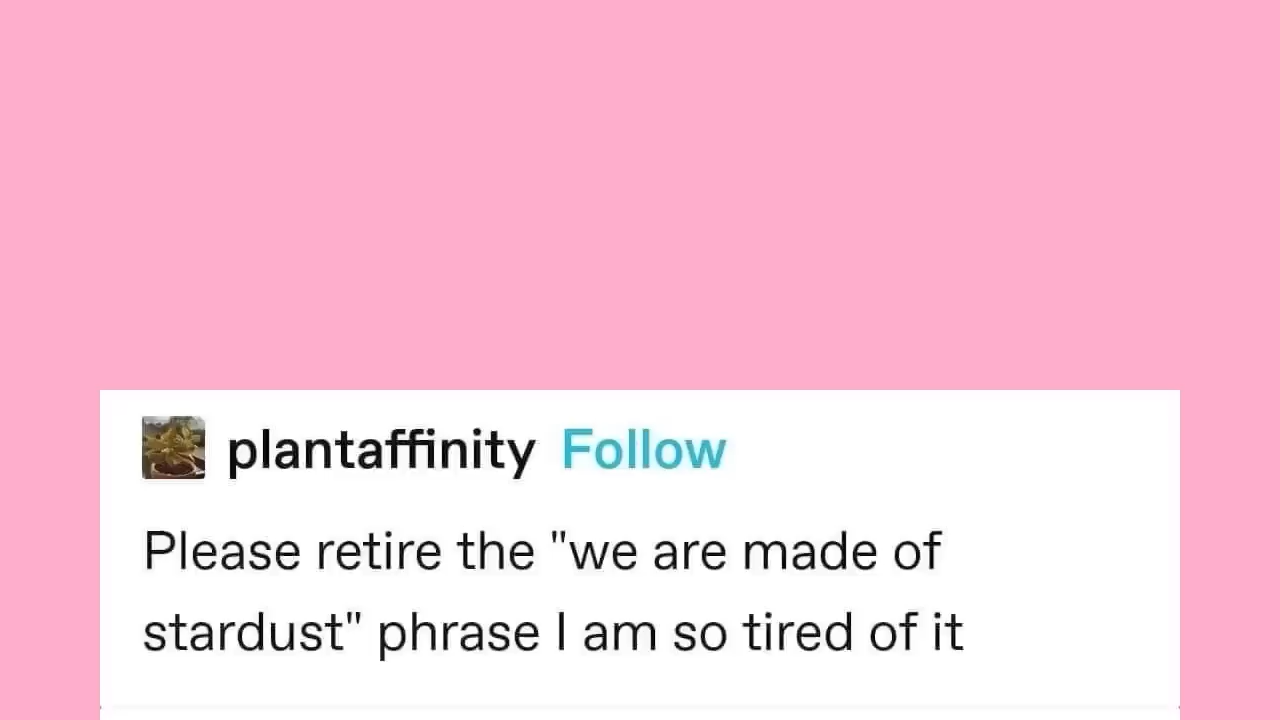 plantaffinity Follow
Please retire the "we are made of
stardust" phrase I am so tired of it